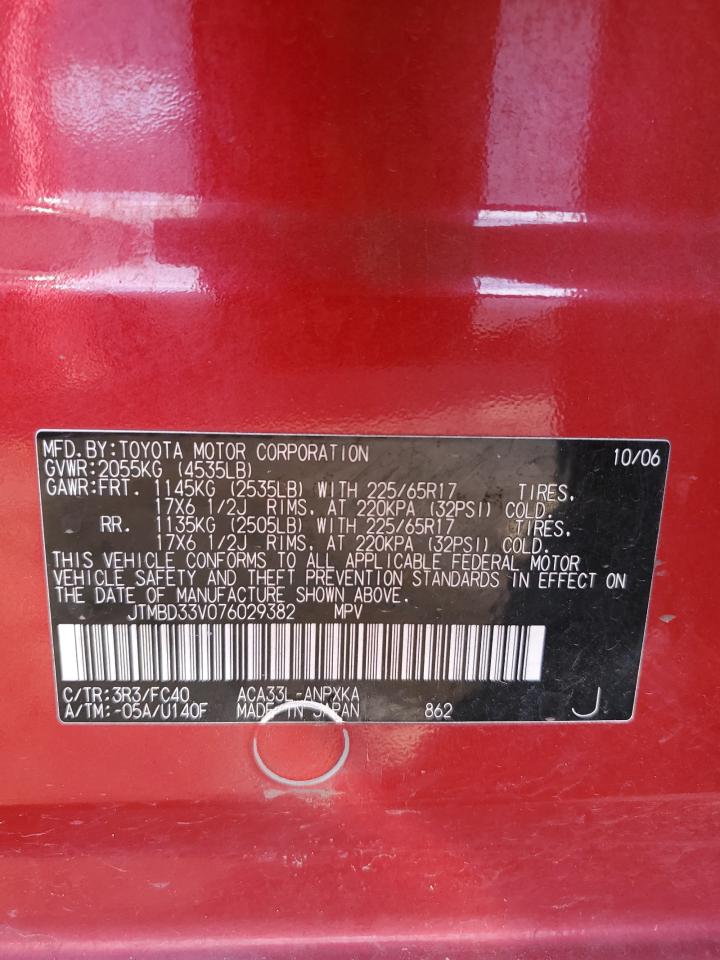 MFD.BY:TOYOTA MOTOR CORPORATION 10/06
GVWR:2055KG (4535LB)
GAWR:FRT. 1145KG (2535LB) WITH 225/65R17 TIRES,
17X6 1/2J RIMS, AT 220KPA (32PSI) COLD.
RR. 1135KG (2505LB) WITH 225/65R17 TIRES,
17X6 1/2J RIMS, AT 220KPA (32PSI) COLD.
THIS VEHICLE CONFORMS TO ALL APPLICABLE FEDERAL MOTOR
VEHICLE SAFETY AND THEFT PREVENTION STANDARDS IN EFFECT ON
THE DATE OF MANUFACTURE SHOWN ABOVE.
JTMBD33V076029382 MPV
C/TR:3R3/FC40 ACA33L-ANPXKA
A/TM:-05A/U140F MADE IN JAPAN 862 J